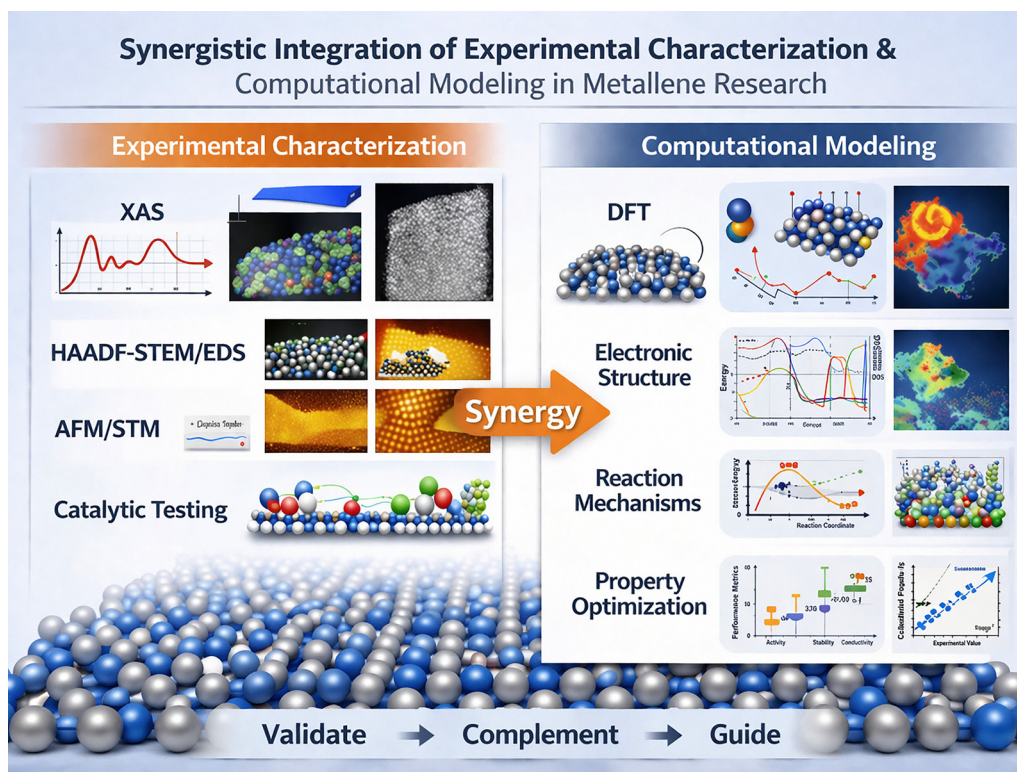 Synergistic Integration of Experimental Characterization &
Computational Modeling in Metallene Research
Experimental Characterization
XAS
HAADF-STEM/EDS
AFM/STM
Catalytic Testing
Synergy
Computational Modeling
DFT
Electronic
Structure
DOS
Reaction
Mechanisms
Reaction Coordinate
Property
Optimization
Performance Metrics
Activity
Stability
Conductivity
Experimental Value
Validate
Complement
Guide